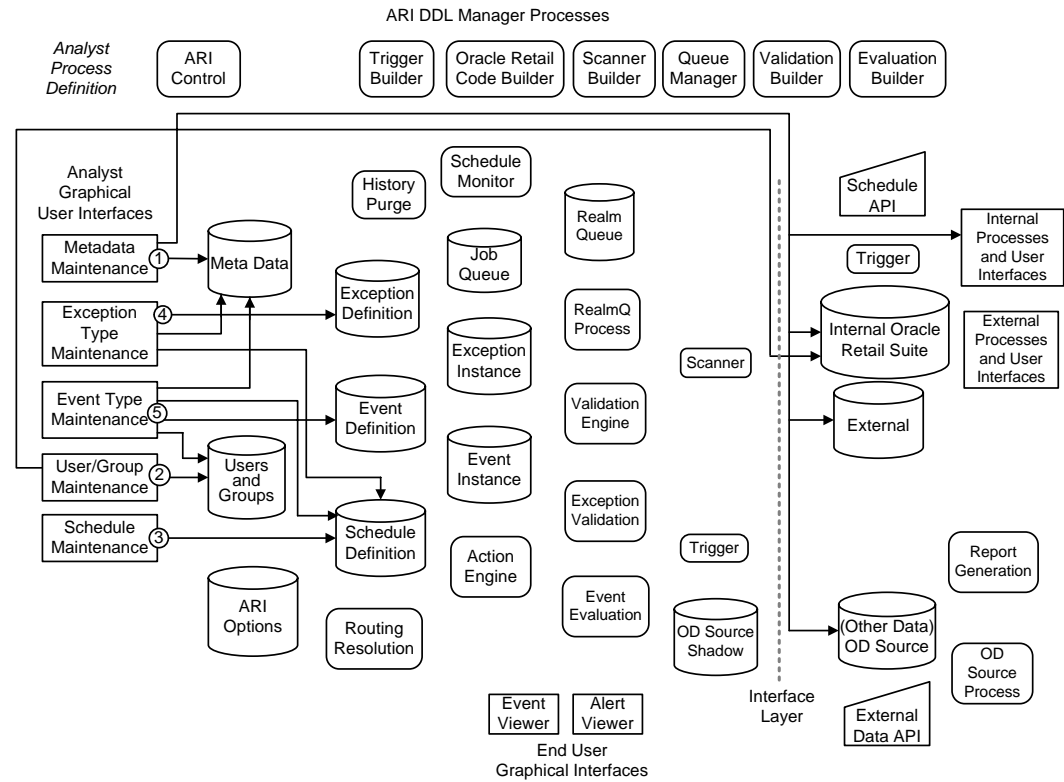 ARI DDL Manager Processes
Analyst
Process
Definition
ARI
Control
Trigger
Builder
Oracle Retail
Code Builder
Scanner
Builder
Queue
Manager
Validation
Builder
Evaluation
Builder
Analyst
Graphical
User Interfaces
History
Purge
Schedule
Monitor
Realm
Queue
Schedule
API
Metadata
Maintenance
1
Meta Data
Job
Queue
Trigger
Internal
Processes
and User
Interfaces
Exception
Type
Maintenance
4
Exception
Definition
Exception
Instance
RealmQ
Process
Scanner
Internal Oracle
Retail Suite
External
Processes
and User
Interfaces
Event Type
Maintenance
5
Event
Definition
Validation
Engine
External
User/Group
Maintenance
2
Users
and
Groups
Event
Instance
Exception
Validation
Schedule
Maintenance
3
Schedule
Definition
Action
Engine
Trigger
Report
Generation
ARI
Options
Routing
Resolution
Event
Evaluation
OD Source
Shadow
(Other Data)
OD Source
OD
Source
Process
Event
Viewer
Alert
Viewer
Interface
Layer
External
Data API
End User
Graphical Interfaces